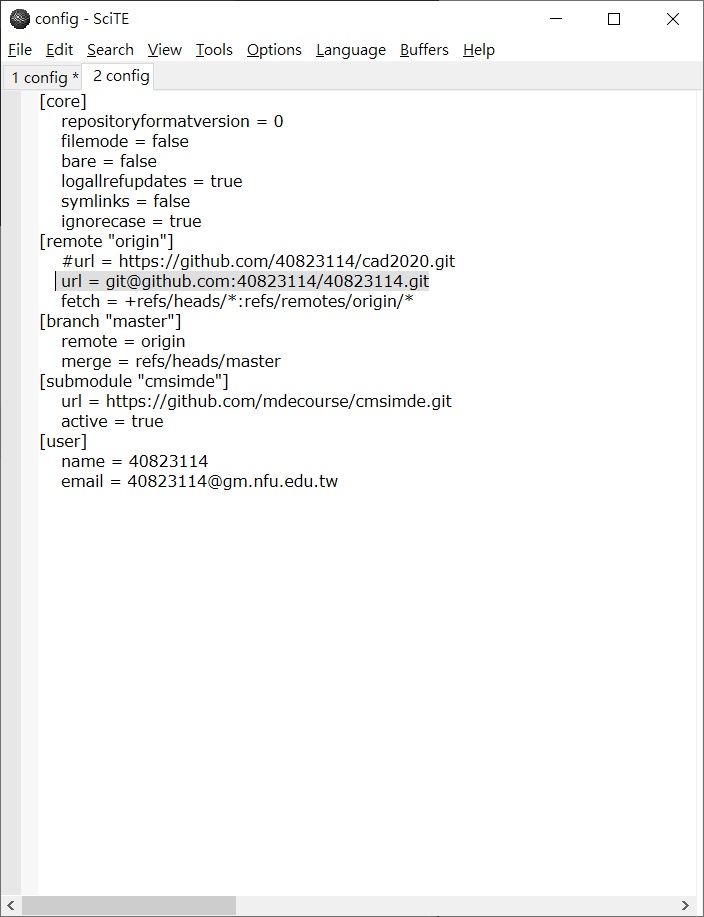 config - SciTE
File Edit Search View Tools Options Language Buffers Help
1 config * 2 config
[core]
repositoryformatversion = 0
filemode = false
bare = false
logallrefupdates = true
symlinks = false
ignorecase = true
[remote "origin"]
#url = https://github.com/40823114/cad2020.git
url = git@github.com:40823114/40823114.git
fetch = +refs/heads/*:refs/remotes/origin/*
[branch "master"]
remote = origin
merge = refs/heads/master
[submodule "cmsimde"]
url = https://github.com/mdecourse/cmsimde.git
active = true
[user]
name = 40823114
email = 40823114@gm.nfu.edu.tw